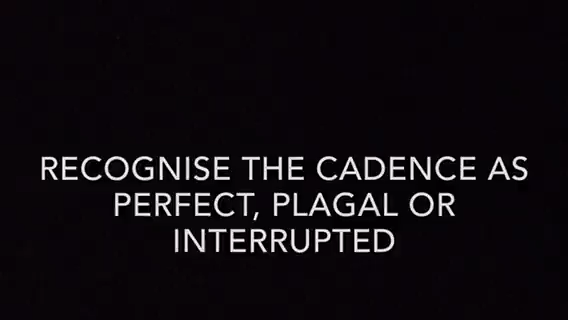 RECOGNISE THE CADENCE AS
PERFECT, PLAGAL OR
INTERRUPTED